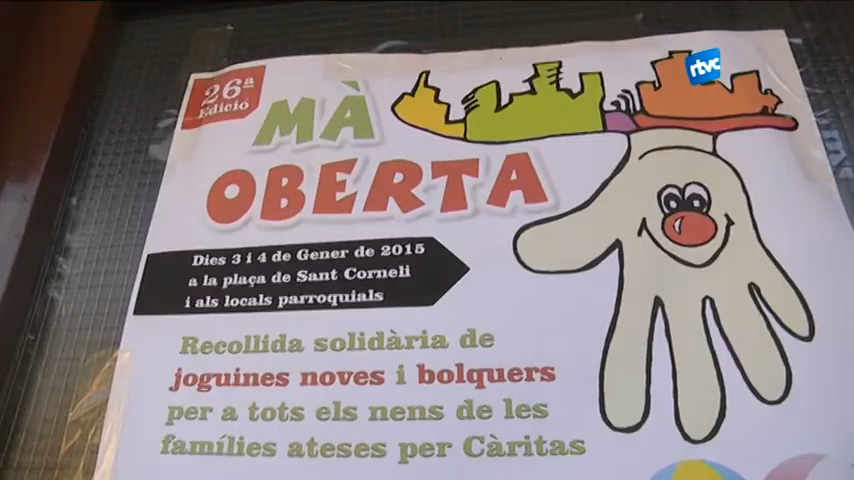 26ª
Edició
MÀ
OBERTA
rtvc
Dies 3 i 4 de Gener de 2015
a la plaça de Sant Corneli
i als locals parroquials
Recollida solidària de
joguines noves i bolquers
per a tots els nens de les
famílies ateses per Càritas